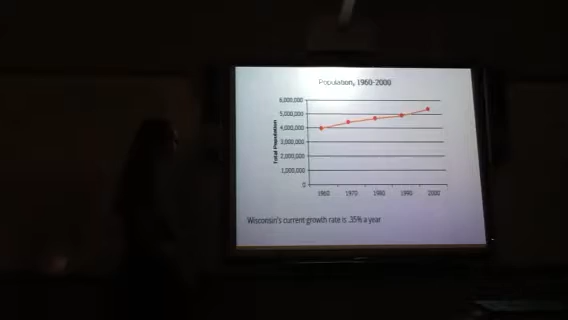 Population, 1960-2000
Total Population
6,000,000
5,000,000
4,000,000
3,000,000
2,000,000
1,000,000
0
1960 1970 1980 1990 2000
Wisconsin's current growth rate is .35% a year